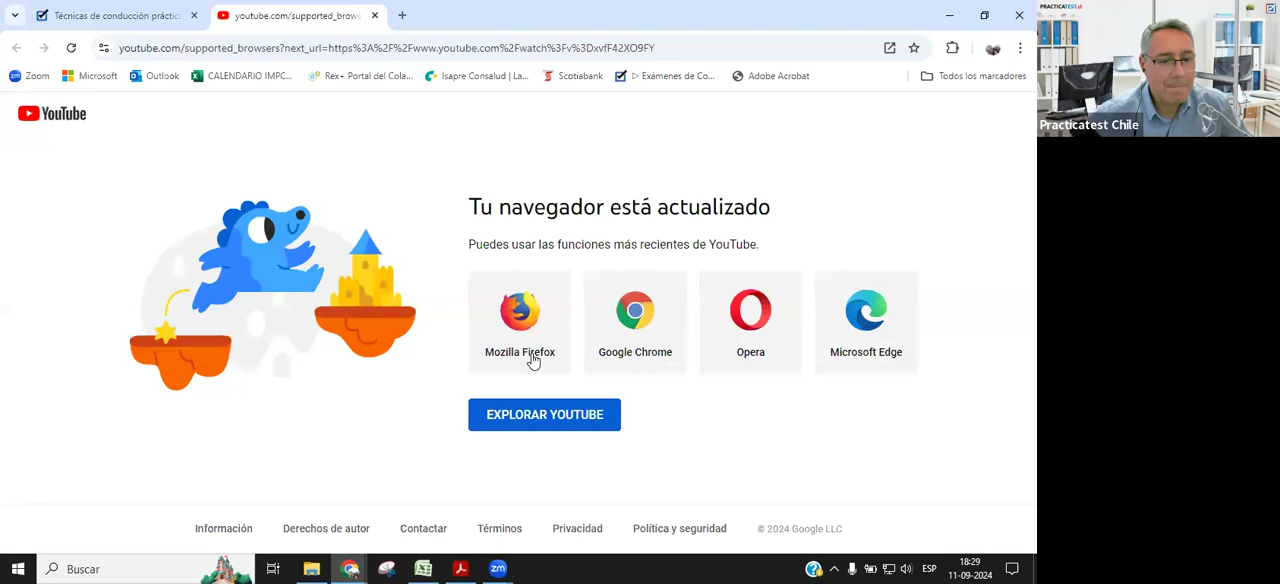 Técnicas de conducción práctic
youtube.com/supported_brows
youtube.com/supported_browsers?next_url=https%3A%2F%2Fwww.youtube.com%2Fwatch%3Fv%3DxvfF42XO9FY
Zoom
Microsoft
Outlook
CALENDARIO IMPC...
Rex+ Portal del Cola...
Isapre Consalud | La...
Scotiabank
▷ Exámenes de Co...
Adobe Acrobat
Todos los marcadores
PRACTICATEST.cl
Practicatest Chile
YouTube
Tu navegador está actualizado
Puedes usar las funciones más recientes de YouTube.
Mozilla Firefox
Google Chrome
Opera
Microsoft Edge
EXPLORAR YOUTUBE
Información
Derechos de autor
Contactar
Términos
Privacidad
Política y seguridad
© 2024 Google LLC
Buscar
zm
ESP
18:29
11-09-2024